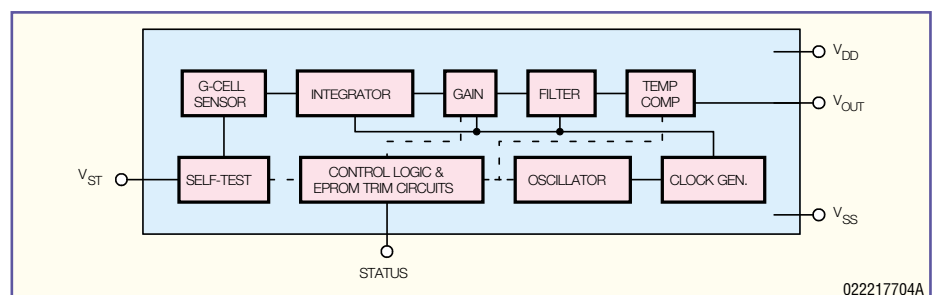 V_DD
G-CELL
SENSOR
INTEGRATOR
GAIN
FILTER
TEMP
COMP
V_OUT
V_ST
SELF-TEST
CONTROL LOGIC &
EPROM TRIM CIRCUITS
OSCILLATOR
CLOCK GEN.
V_SS
STATUS
022217704A